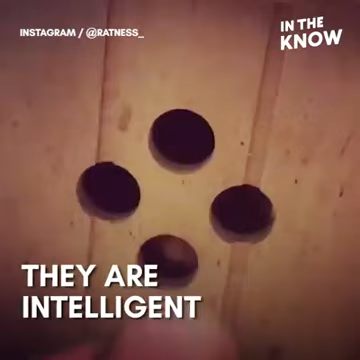 INSTAGRAM / @RATNESS_
IN THE
KNOW
THEY ARE
INTELLIGENT